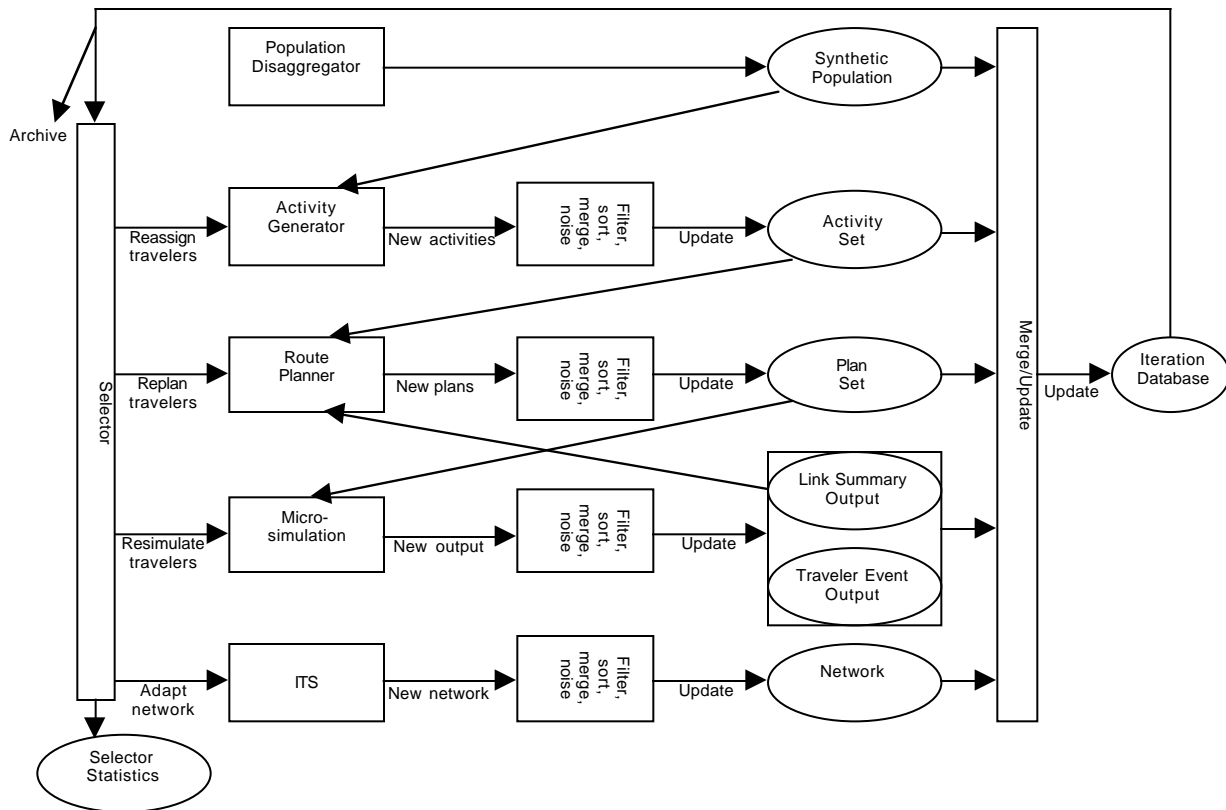 Population
Disaggregator
Synthetic
Population
Archive
Selector
Reassign
travelers
Activity
Generator
New activities
Filter,
sort,
merge,
noise
Update
Activity
Set
Replan
travelers
Route
Planner
New plans
Filter,
sort,
merge,
noise
Update
Plan
Set
Merge/Update
Update
Iteration
Database
Resimulate
travelers
Micro-
simulation
New output
Filter,
sort,
merge,
noise
Update
Link Summary
Output
Traveler Event
Output
Adapt
network
ITS
New network
Filter,
sort,
merge,
noise
Update
Network
Selector
Statistics